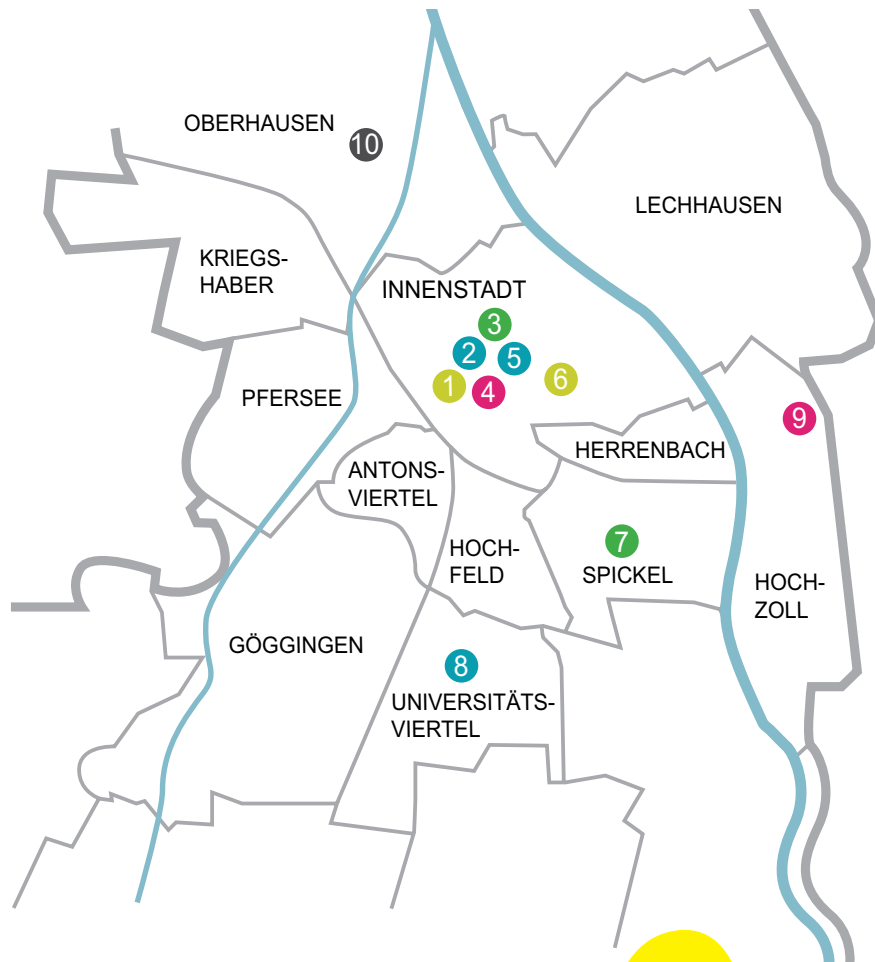 OBERHAUSEN
10
LECHHAUSEN
KRIEGS-
HABER
INNENSTADT
3
2
5
1
4
6
PFERSEE
9
HERRENBACH
ANTONS-
VIERTEL
7
HOCH-
FELD
SPICKEL
HOCH-
ZOLL
GÖGGINGEN
8
UNIVERSITÄTS-
VIERTEL